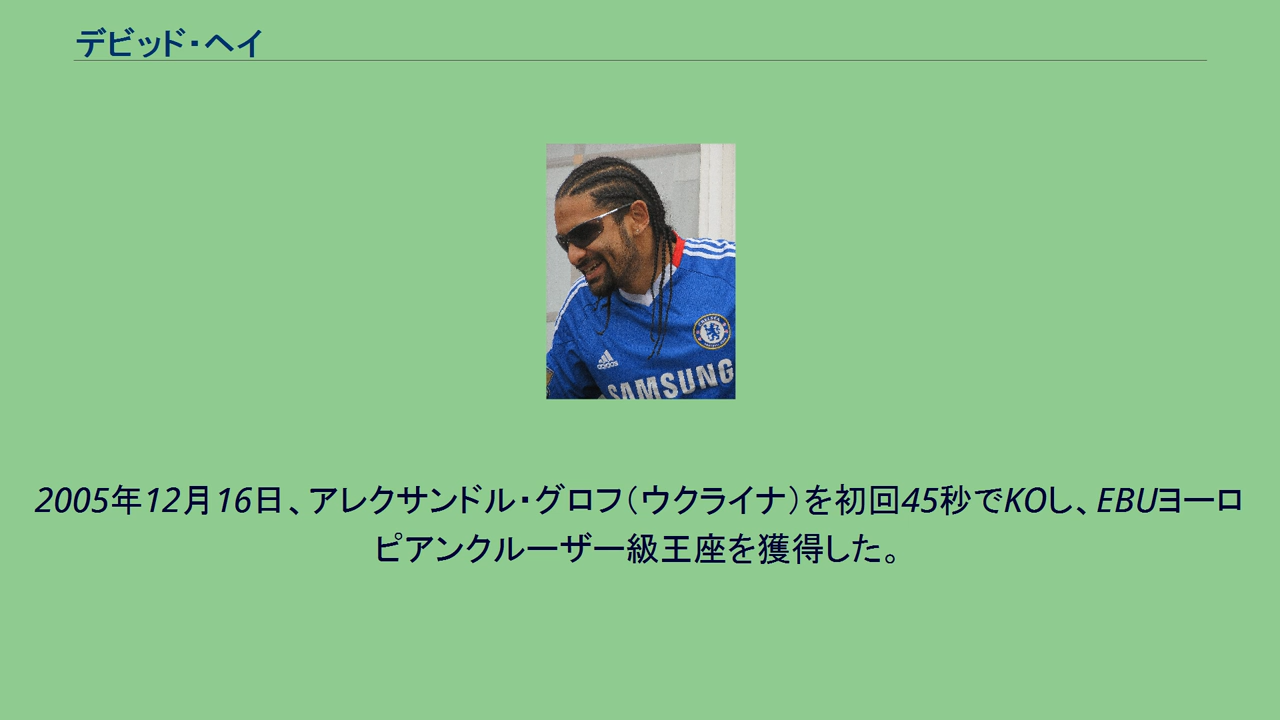 デビッド・ヘイ
CHELSEA
adidas
SAMSUNG
2005年12月16日、アレクサンドル・グロフ（ウクライナ）を初回45秒でKOし、EBUヨーロ
ピアンクルーザー級王座を獲得した。